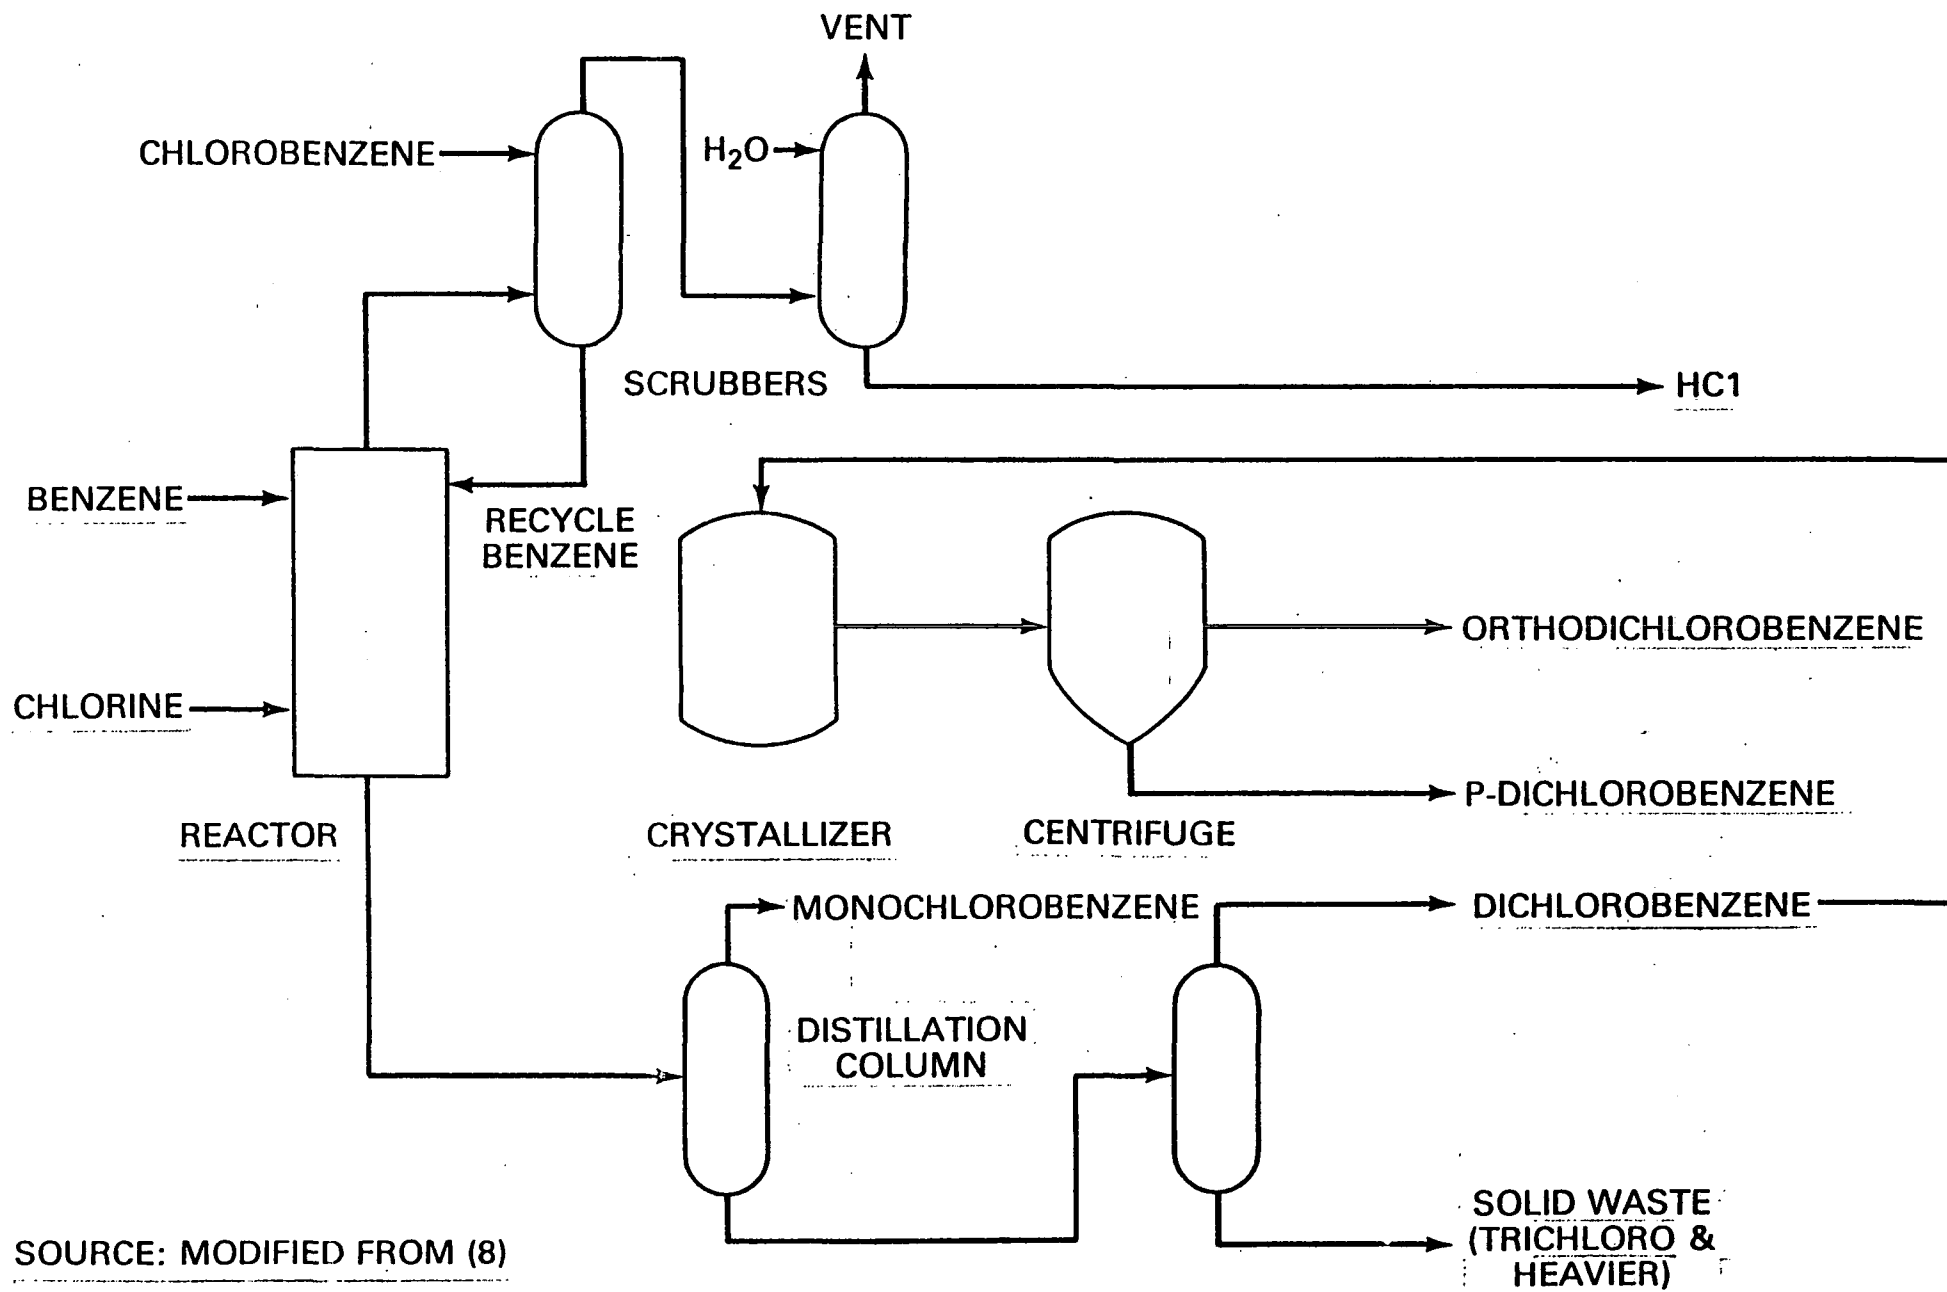 VENT
CHLOROBENZENE
H₂O
SCRUBBERS
HC1
BENZENE
RECYCLE
BENZENE
ORTHODICHLOROBENZENE
CHLORINE
P-DICHLOROBENZENE
REACTOR
CRYSTALLIZER
CENTRIFUGE
MONOCHLOROBENZENE
DICHLOROBENZENE
DISTILLATION
COLUMN
SOLID WASTE
(TRICHLORO &
HEAVIER)
SOURCE: MODIFIED FROM (8)